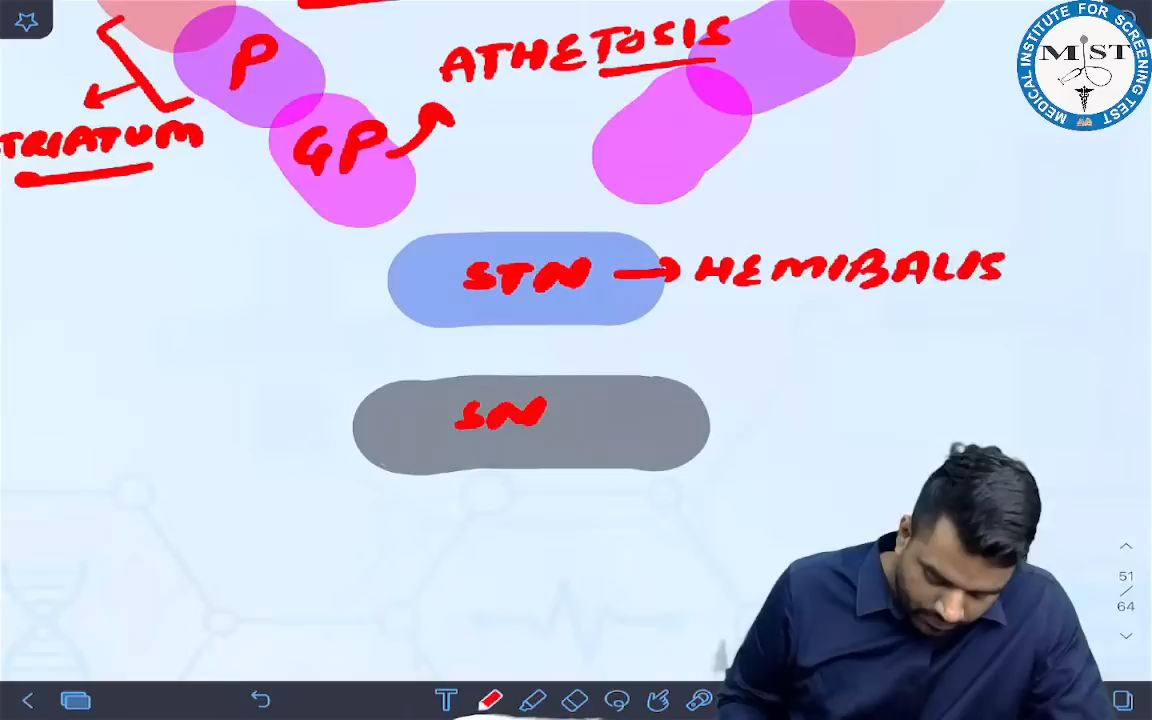 P
ATHETOSIS
TRIATUM
GP
STN → HEMIBALIS
SN
MEDICAL INSTITUTE FOR SCREENING TEST
MIST
51
/
64
T